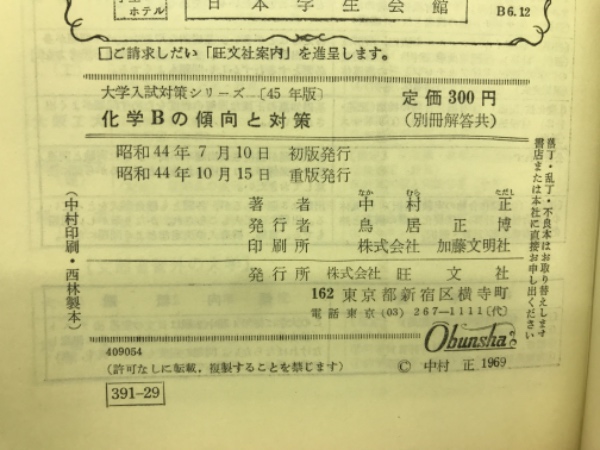 ホテル
日本学生会館
B6.12
□ご請求しだい「旺文社案内」を進呈します。
大学入試対策シリーズ 〔45年版〕
定価300円
化学Bの傾向と対策
(別冊解答共)
昭和44年7月10日 初版発行
昭和44年10月15日 重版発行
著者 中村正
なか むら ただし
発行者 鳥居正博
印刷所 株式会社 加藤文明社
発行所 株式会社 旺文社
162 東京都新宿区横寺町
電話東京(03) 267−1111〔代〕
Obunsha
409054
(許可なしに転載,複製することを禁じます)
© 中村 正 1969
391−29
(中村印刷・西林製本)
落丁・乱丁・不良本はお取り替えします
書店または本社に直接お申し出ください